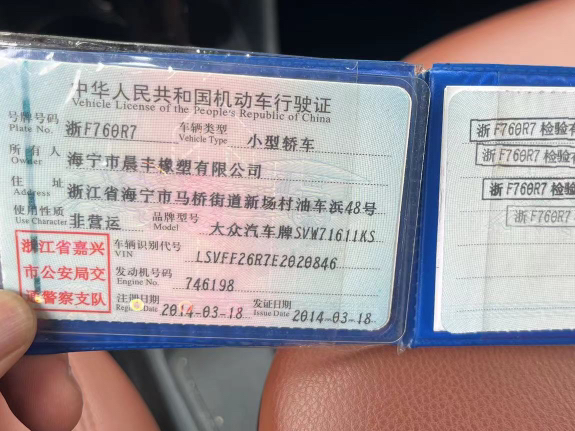 中华人民共和国机动车行驶证
Vehicle License of the People's Republic of China
号牌号码 浙F760R7 车辆类型 小型轿车
Plate No. Vehicle Type
所有人 海宁市晨丰橡塑有限公司
Owner
住址 浙江省海宁市马桥街道新场村油车浜48号
Address
使用性质 非营运 品牌型号 大众汽车牌SVW71611KS
Use Character Model
浙江省嘉兴
市公安局交
警察支队
车辆识别代号 LSVFF26R7E2020846
VIN
发动机号码 746198
Engine No.
注册日期 2014-03-18 发证日期 2014-03-18
Register Date Issue Date
浙F760R7 检验有
浙F760R7 检验有
浙F760R7 检验有
浙F760R7